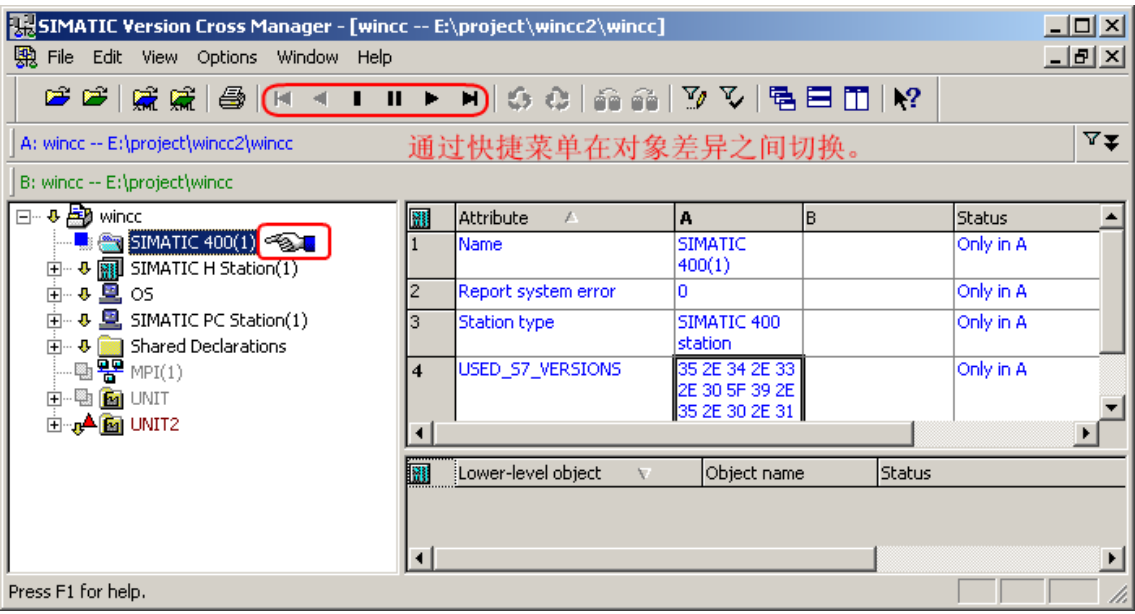 SIMATIC Version Cross Manager - [wincc -- E:\project\wincc2\wincc]
File Edit View Options Window Help
XML XML
A: wincc -- E:\project\wincc2\wincc
通过快捷菜单在对象差异之间切换。
B: wincc -- E:\project\wincc
wincc
SIMATIC 400(1)
SIMATIC H Station(1)
OS
SIMATIC PC Station(1)
Shared Declarations
MPI(1)
UNIT
UNIT2
Attribute A B Status
1 Name SIMATIC 400(1) Only in A
2 Report system error 0 Only in A
3 Station type SIMATIC 400 station Only in A
4 USED_S7_VERSIONS 35 2E 34 2E 33 Only in A
2E 30 5F 39 2E
35 2E 30 2E 31
Lower-level object Object name Status
Press F1 for help.